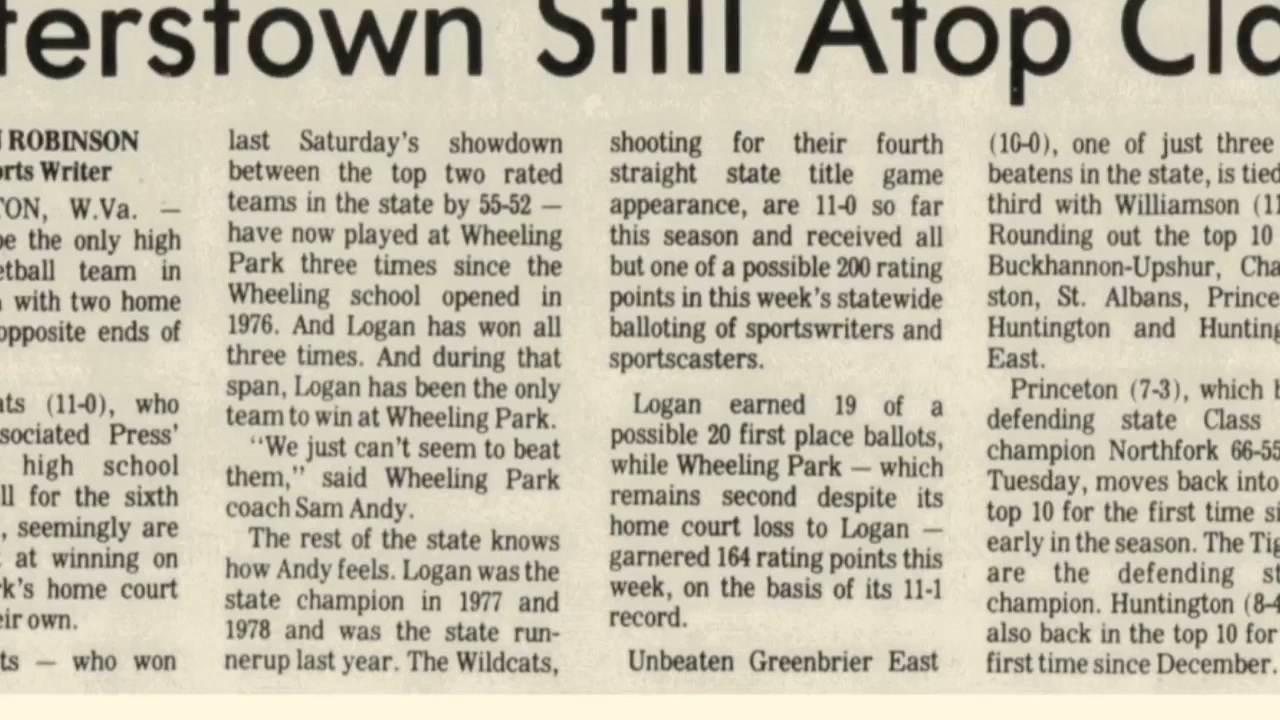 terstown Still Atop Cla
ROBINSON
orts Writer
TON, W.Va. —
be the only high
etball team in
with two home
opposite ends of
ats (11-0), who
sociated Press'
high school
ll for the sixth
, seemingly are
at winning on
k's home court
eir own.
ts — who won
last Saturday's showdown
between the top two rated
teams in the state by 55-52 —
have now played at Wheeling
Park three times since the
Wheeling school opened in
1976. And Logan has won all
three times. And during that
span, Logan has been the only
team to win at Wheeling Park.
"We just can't seem to beat
them," said Wheeling Park
coach Sam Andy.
The rest of the state knows
how Andy feels. Logan was the
state champion in 1977 and
1978 and was the state run-
nerup last year. The Wildcats,
shooting for their fourth
straight state title game
appearance, are 11-0 so far
this season and received all
but one of a possible 200 rating
points in this week's statewide
balloting of sportswriters and
sportscasters.
Logan earned 19 of a
possible 20 first place ballots,
while Wheeling Park — which
remains second despite its
home court loss to Logan —
garnered 164 rating points this
week, on the basis of its 11-1
record.
Unbeaten Greenbrier East
(10-0), one of just three
beatens in the state, is tied
third with Williamson (11
Rounding out the top 10
Buckhannon-Upshur, Cha
ston, St. Albans, Prince
Huntington and Hunting
East.
Princeton (7-3), which b
defending state Class
champion Northfork 66-55
Tuesday, moves back into
top 10 for the first time si
early in the season. The Tig
are the defending st
champion. Huntington (8-4
also back in the top 10 for
first time since December.